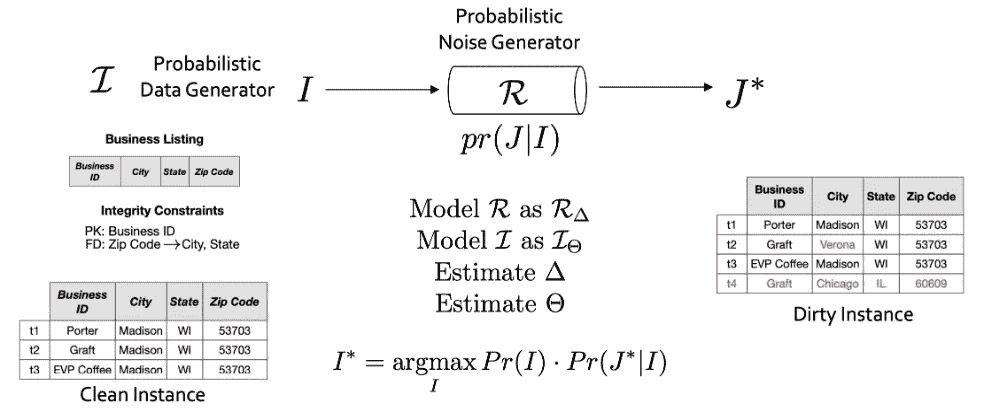 Probabilistic
Noise Generator
𝓘 Probabilistic
Data Generator I
𝓡
J*
pr(J|I)
Business Listing
Business ID City State Zip Code
Integrity Constraints
PK: Business ID
FD: Zip Code → City, State
Business ID City State Zip Code
t1 Porter Madison WI 53703
t2 Graft Madison WI 53703
t3 EVP Coffee Madison WI 53703
Clean Instance
Model 𝓡 as 𝓡_Δ
Model 𝓘 as 𝓘_Θ
Estimate Δ
Estimate Θ
I* = argmax Pr(I) · Pr(J*|I)
I
Business ID City State Zip Code
t1 Porter Madison WI 53703
t2 Graft Verona WI 53703
t3 EVP Coffee Madison WI 53703
t4 Graft Chicago IL 60609
Dirty Instance